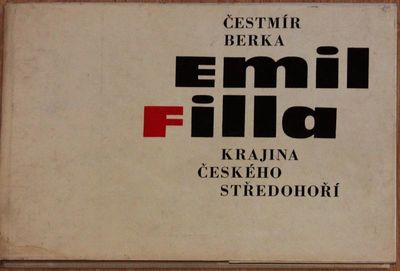 ČESTMÍR
BERKA
Emil
Filla
KRAJINA
ČESKÉHO
STŘEDOHOŘÍ